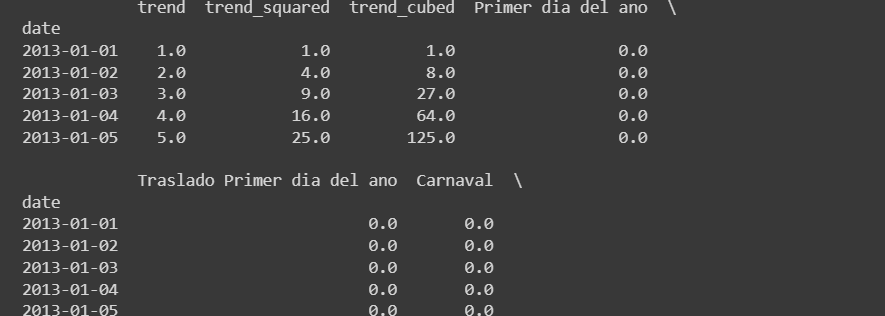 trend trend_squared trend_cubed Primer dia del ano \
date
2013-01-01 1.0 1.0 1.0 0.0
2013-01-02 2.0 4.0 8.0 0.0
2013-01-03 3.0 9.0 27.0 0.0
2013-01-04 4.0 16.0 64.0 0.0
2013-01-05 5.0 25.0 125.0 0.0
Traslado Primer dia del ano Carnaval \
date
2013-01-01 0.0 0.0
2013-01-02 0.0 0.0
2013-01-03 0.0 0.0
2013-01-04 0.0 0.0
2013-01-05 0.0 0.0